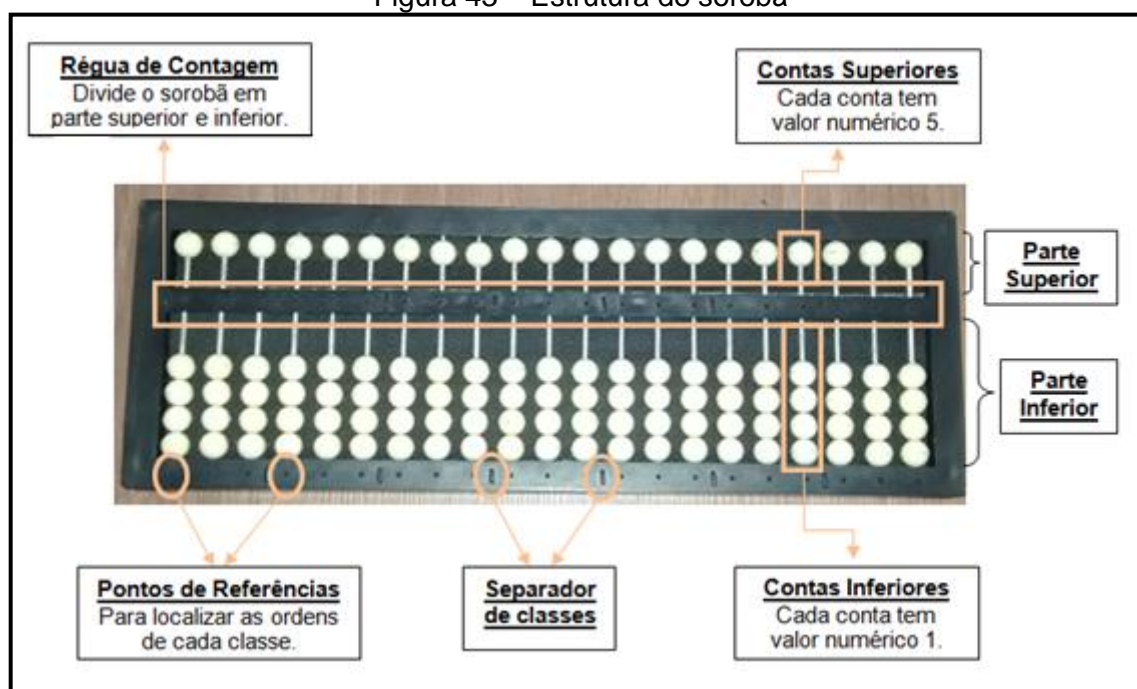 Figura 43 – Estrutura do sorobã
Régua de Contagem
Divide o sorobã em
parte superior e inferior.
Contas Superiores
Cada conta tem
valor numérico 5.
Parte
Superior
Parte
Inferior
Pontos de Referências
Para localizar as ordens
de cada classe.
Separador
de classes
Contas Inferiores
Cada conta tem
valor numérico 1.